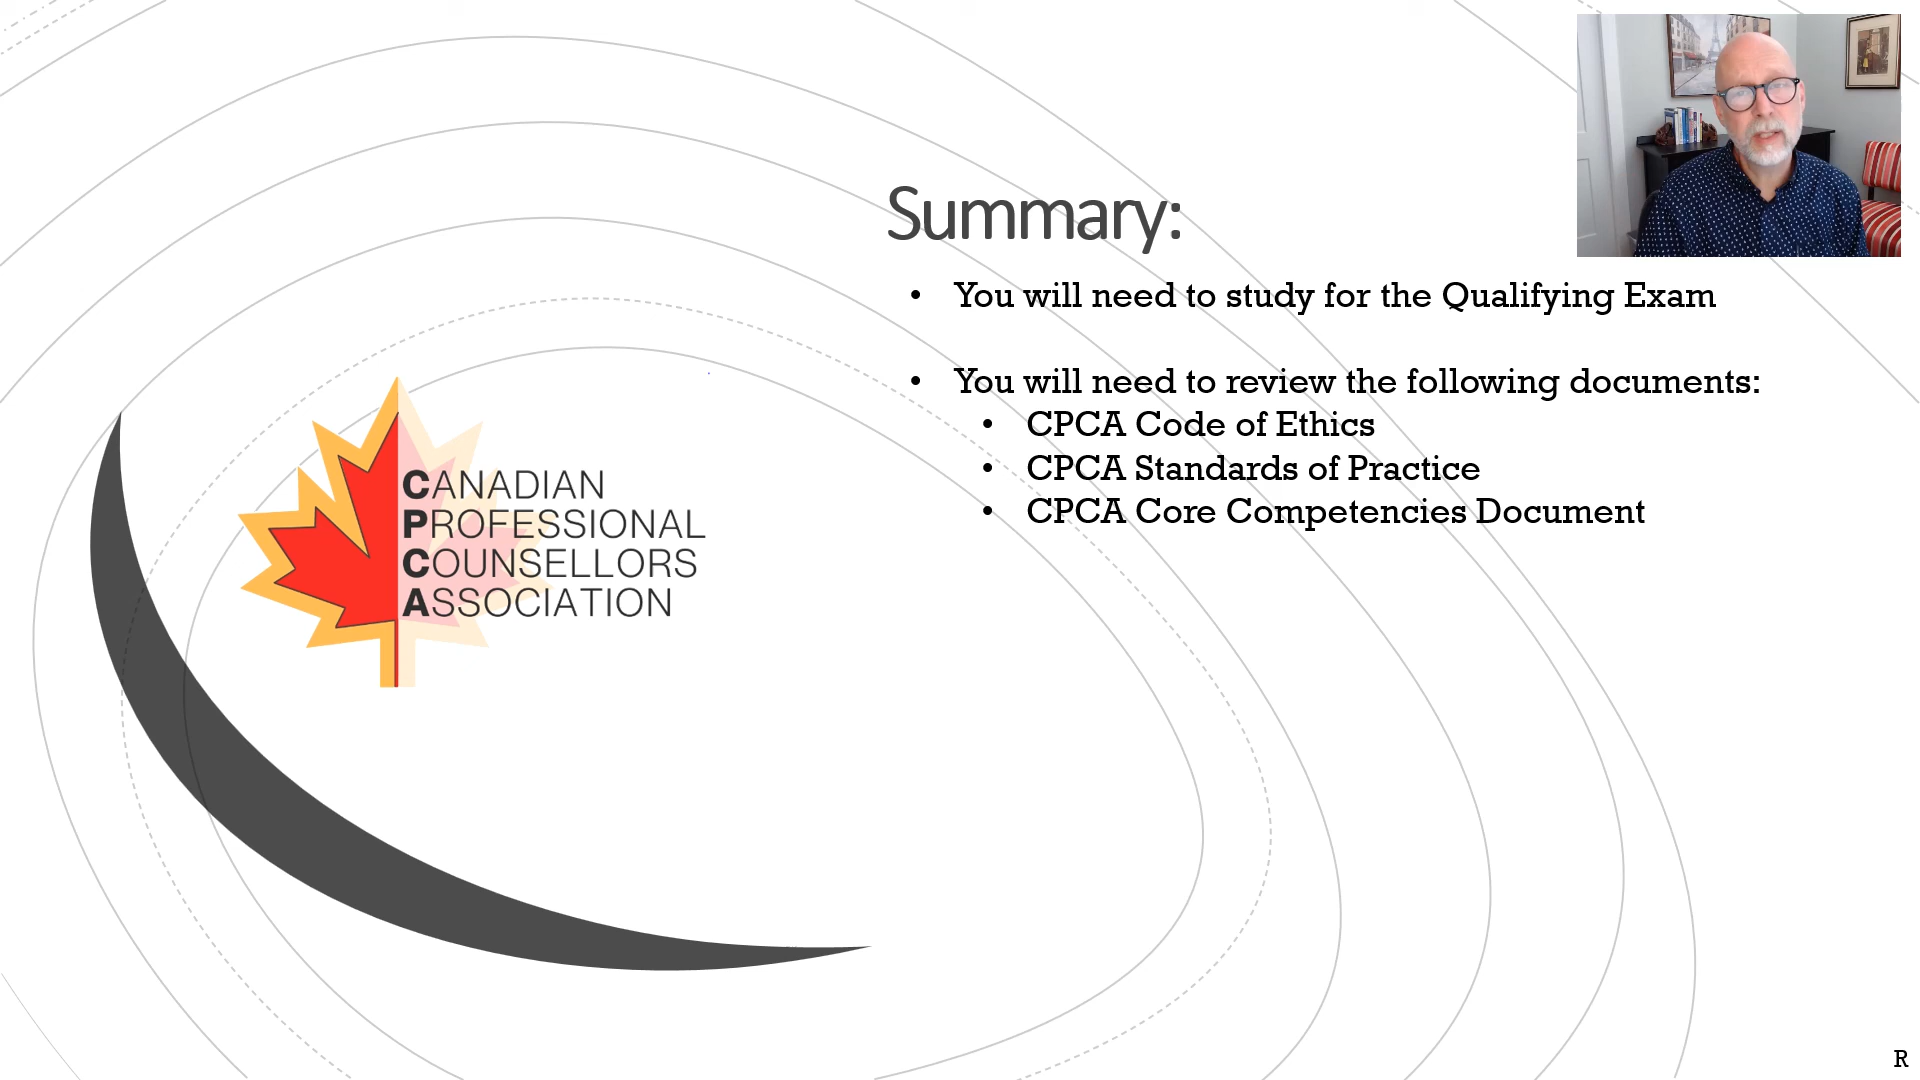 Summary:
• You will need to study for the Qualifying Exam
• You will need to review the following documents:
• CPCA Code of Ethics
• CPCA Standards of Practice
• CPCA Core Competencies Document
CANADIAN
PROFESSIONAL
COUNSELLORS
ASSOCIATION
R